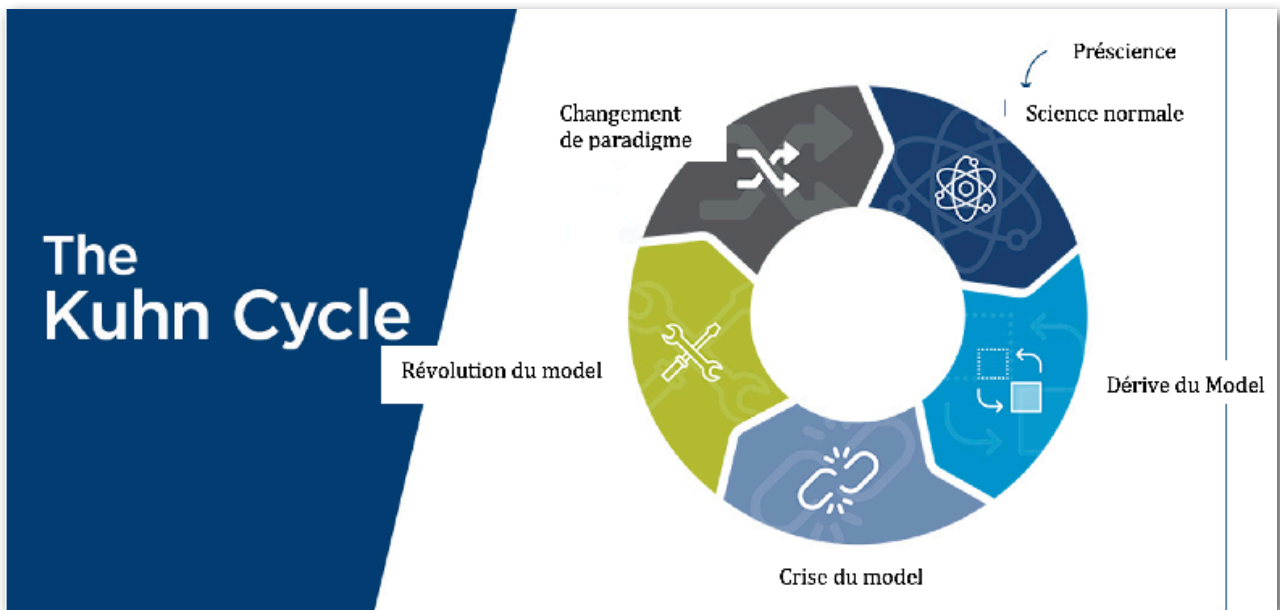 The
Kuhn Cycle
Préscience
Science normale
Changement
de paradigme
Révolution du model
Dérive du Model
Crise du model